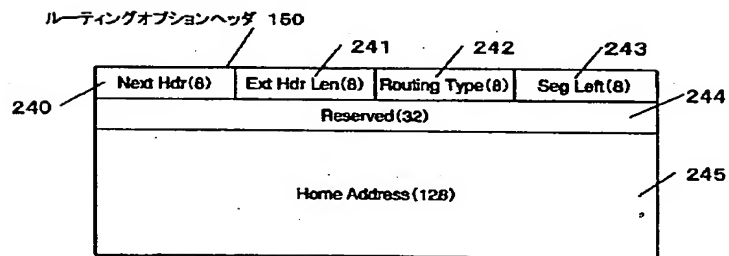 ルーティングオプションヘッダ 150
241 242 243
Next Hdr(8) Ext Hdr Len(8) Routing Type(8) Seg Left(8)
240 244
Reserved(32)
245
Home Address(128)